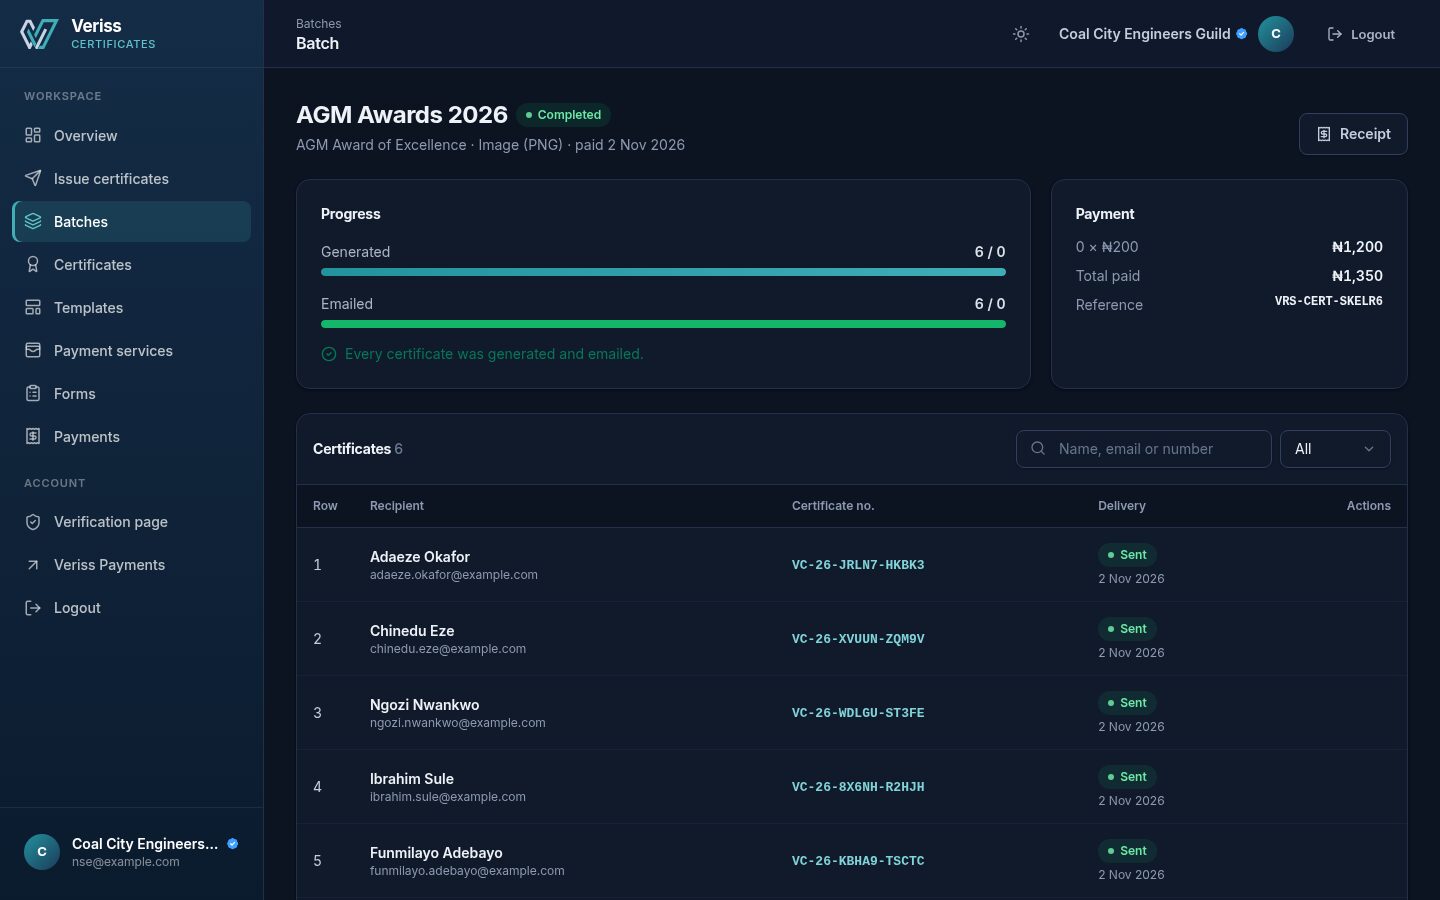 Veriss
CERTIFICATES
WORKSPACE
Overview
Issue certificates
Batches
Certificates
Templates
Payment services
Forms
Payments
ACCOUNT
Verification page
Veriss Payments
Logout
C
Coal City Engineers...
nse@example.com
Batches
Batch
Coal City Engineers Guild
C
Logout
AGM Awards 2026
Completed
AGM Award of Excellence · Image (PNG) · paid 2 Nov 2026
Receipt
Progress
Generated 6 / 0
Emailed 6 / 0
Every certificate was generated and emailed.
Payment
0 × ₦200 ₦1,200
Total paid ₦1,350
Reference VRS-CERT-SKELR6
Certificates 6
Name, email or number
All
Row Recipient Certificate no. Delivery Actions
1 Adaeze Okafor VC-26-JRLN7-HKBK3 Sent
adaeze.okafor@example.com 2 Nov 2026
2 Chinedu Eze VC-26-XVUUN-ZQM9V Sent
chinedu.eze@example.com 2 Nov 2026
3 Ngozi Nwankwo VC-26-WDLGU-ST3FE Sent
ngozi.nwankwo@example.com 2 Nov 2026
4 Ibrahim Sule VC-26-8X6NH-R2HJH Sent
ibrahim.sule@example.com 2 Nov 2026
5 Funmilayo Adebayo VC-26-KBHA9-TSCTC Sent
funmilayo.adebayo@example.com 2 Nov 2026